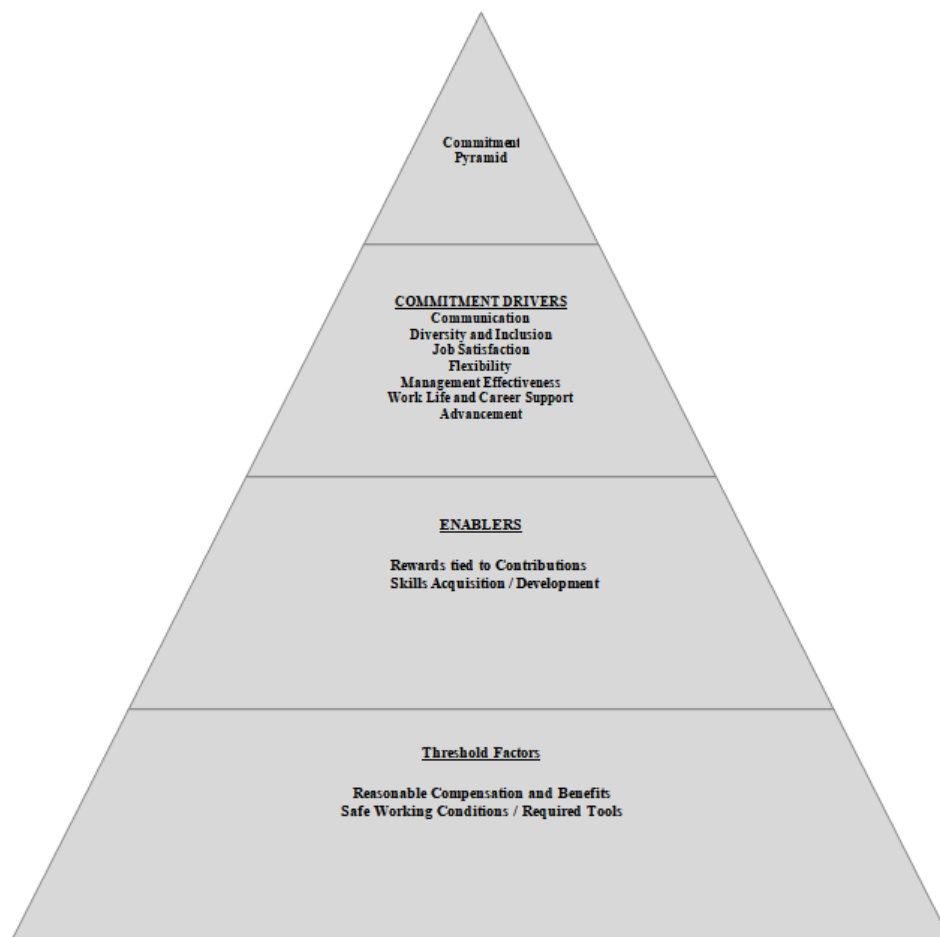 Commitment
Pyramid
COMMITMENT DRIVERS
Communication
Diversity and Inclusion
Job Satisfaction
Flexibility
Management Effectiveness
Work Life and Career Support
Advancement
ENABLERS
Rewards tied to Contributions
Skills Acquisition / Development
Threshold Factors
Reasonable Compensation and Benefits
Safe Working Conditions / Required Tools